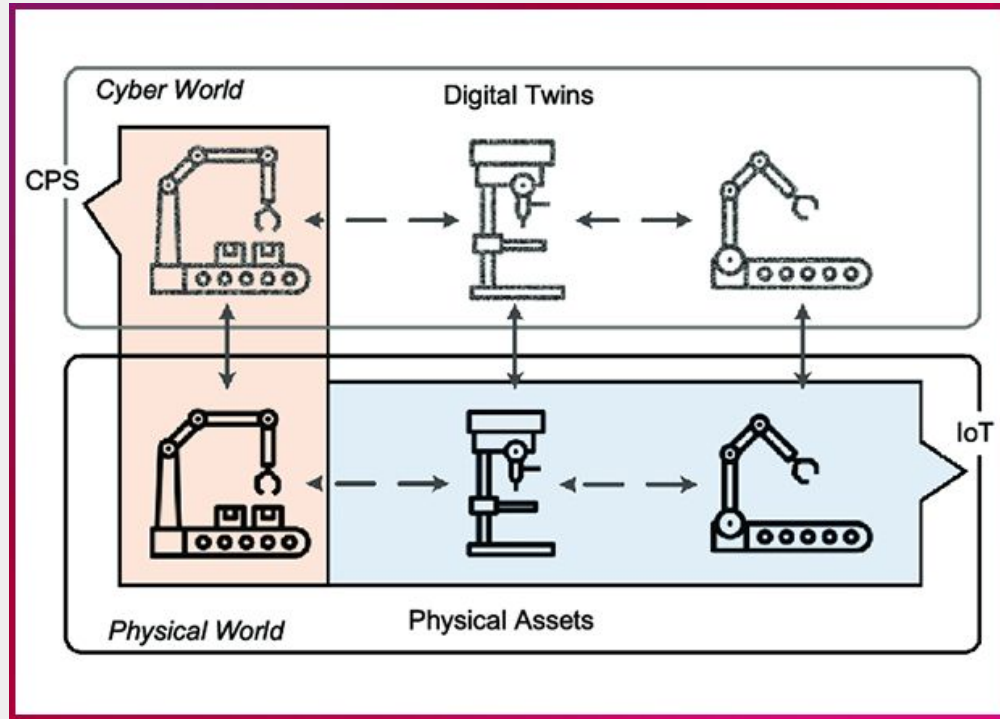 Cyber World
Digital Twins
CPS
IoT
Physical World
Physical Assets